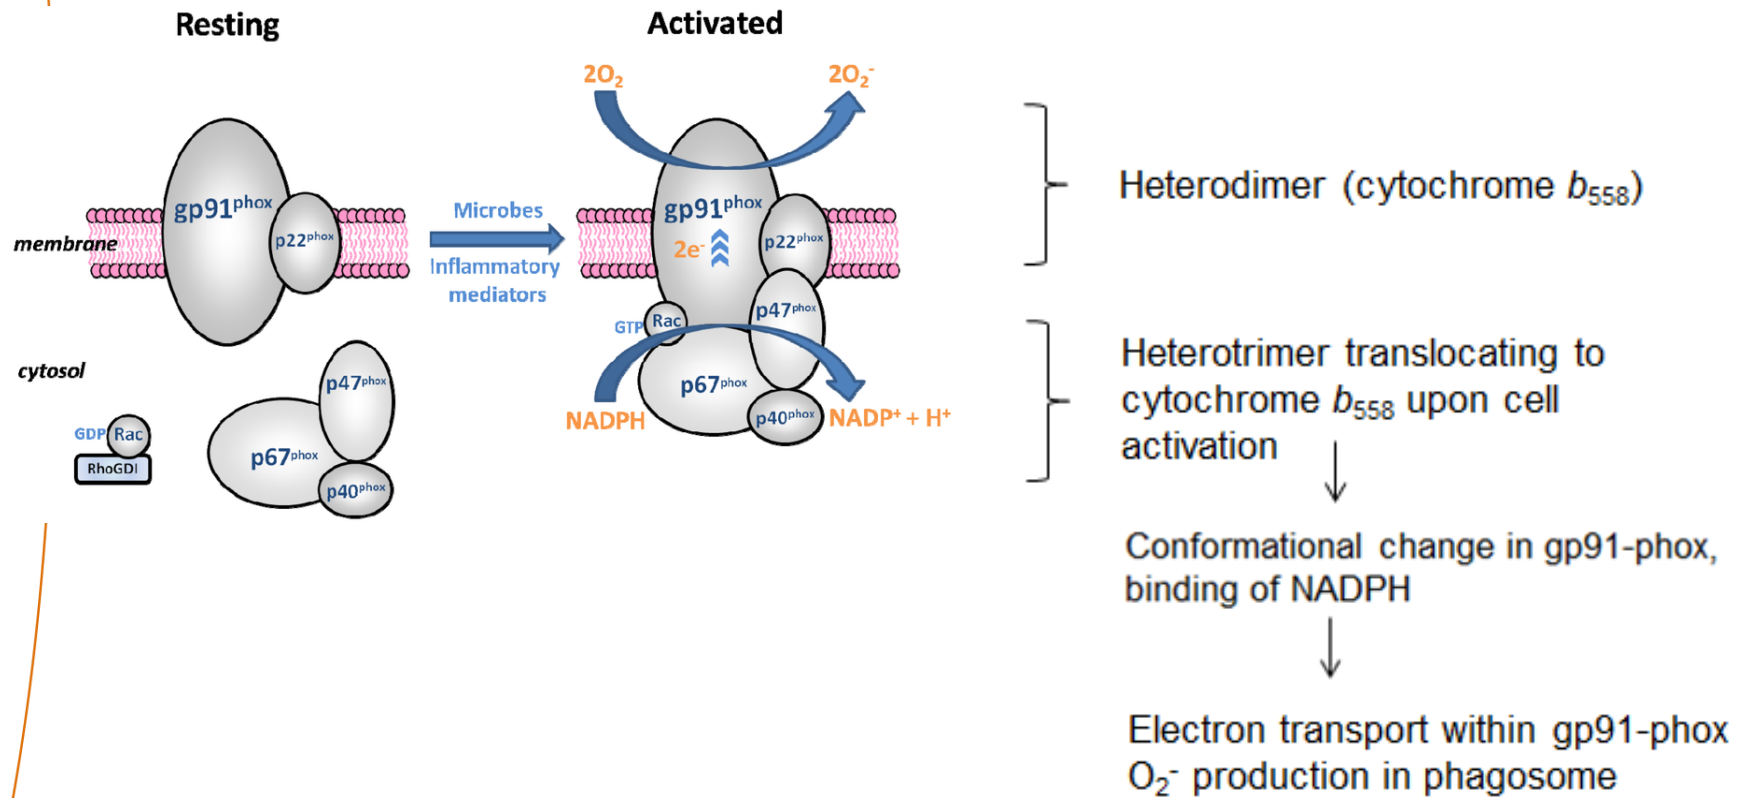 Resting
gp91phox
p22phox
membrane
cytosol
p47phox
GDP
Rac
RhoGDI
p67phox
p40phox
Microbes
Inflammatory
mediators
Activated
2O₂
2O₂⁻
gp91phox
2e⁻
p22phox
GTP
Rac
p47phox
p67phox
p40phox
NADPH
NADP⁺ + H⁺
Heterodimer (cytochrome b₅₅₈)
Heterotrimer translocating to
cytochrome b₅₅₈ upon cell
activation
Conformational change in gp91-phox,
binding of NADPH
Electron transport within gp91-phox
O₂⁻ production in phagosome